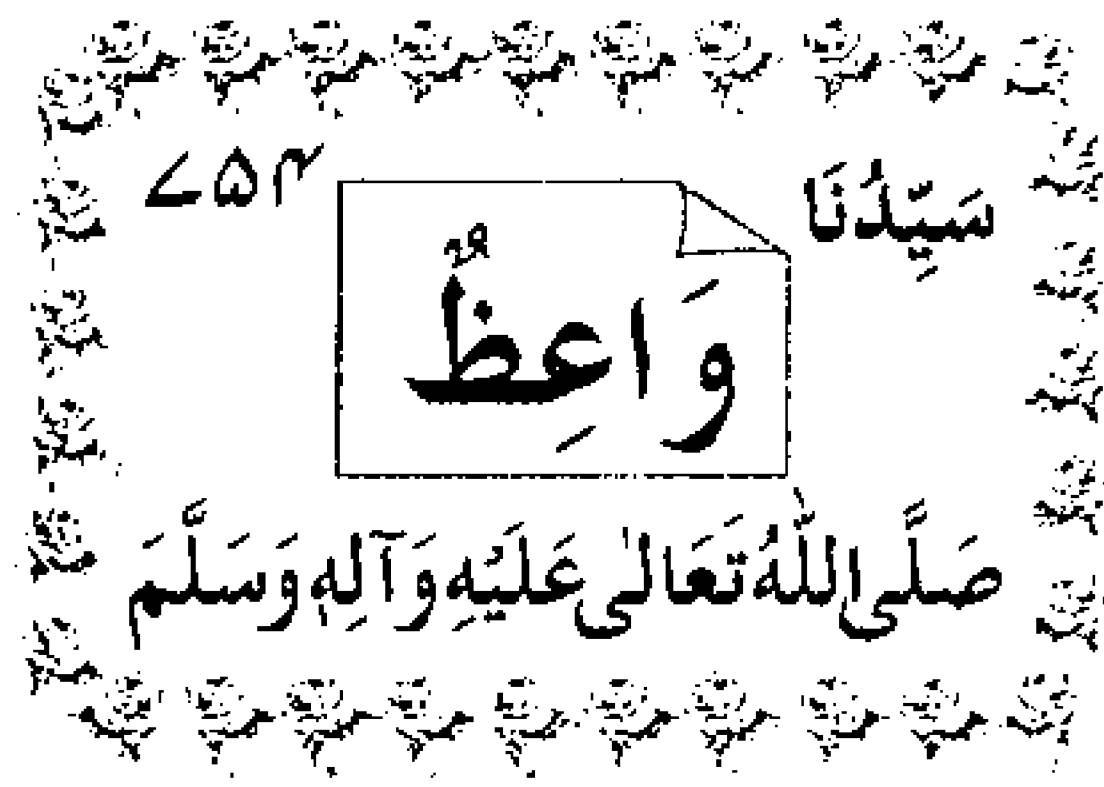 سَيِّدُنَا ۷۵۴
وَاعِظٌ
صَلَّى اللّٰهُ تَعَالٰى عَلَيْهِ وَآلِهٖ وَسَلَّمَ